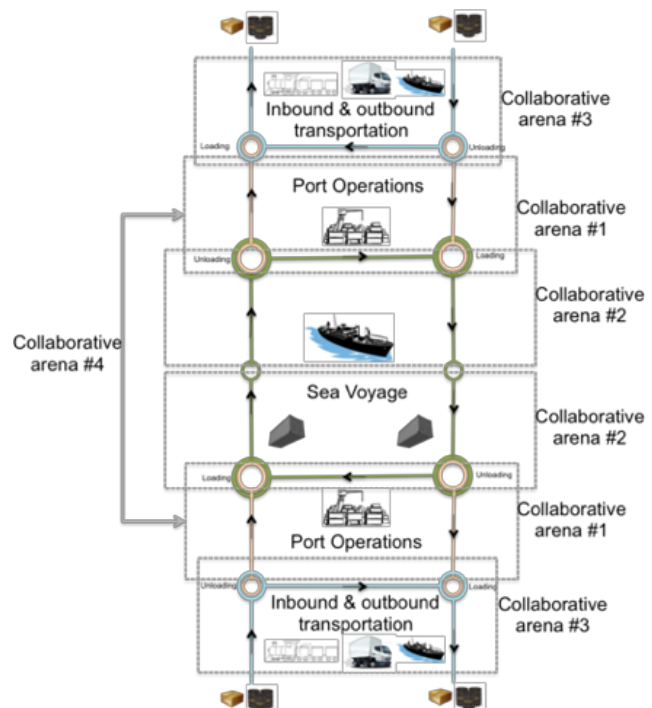 Inbound & outbound
transportation
Collaborative
arena #3
Loading
Unloading
Port Operations
Collaborative
arena #1
Unloading
Loading
Collaborative
arena #2
Collaborative
arena #4
Sea Voyage
Collaborative
arena #2
Loading
Unloading
Port Operations
Collaborative
arena #1
Unloading
Loading
Inbound & outbound
transportation
Collaborative
arena #3